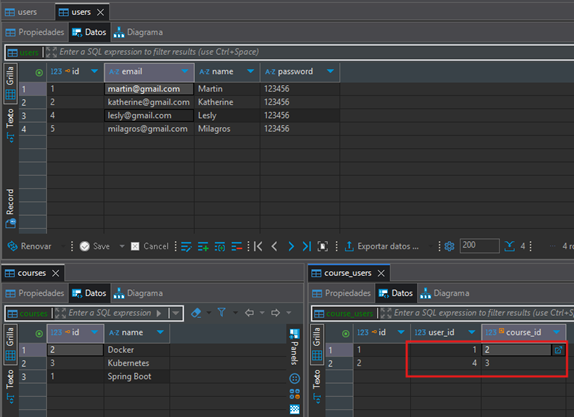 users users
Propiedades Datos Diagrama
users Enter a SQL expression to filter results (use Ctrl+Space)
Grilla
Texto
Record
123 id A-Z email A-Z name A-Z password
1 1 martin@gmail.com Martin 123456
2 2 katherine@gmail.com Katherine 123456
3 4 lesly@gmail.com Lesly 123456
4 5 milagros@gmail.com Milagros 123456
Renovar Save Cancel Exportar datos ... 200 4 4 row
courses
Propiedades Datos Diagrama
courses Enter a SQL expression
Grilla
Texto
Panels
123 id A-Z name
1 2 Docker
2 3 Kubernetes
3 1 Spring Boot
course_users
Propiedades Datos Diagrama
course_users Enter a SQL expression to filter results
Grilla
Texto
123 id 123 user_id 123 course_id
1 1 1 2
2 2 4 3